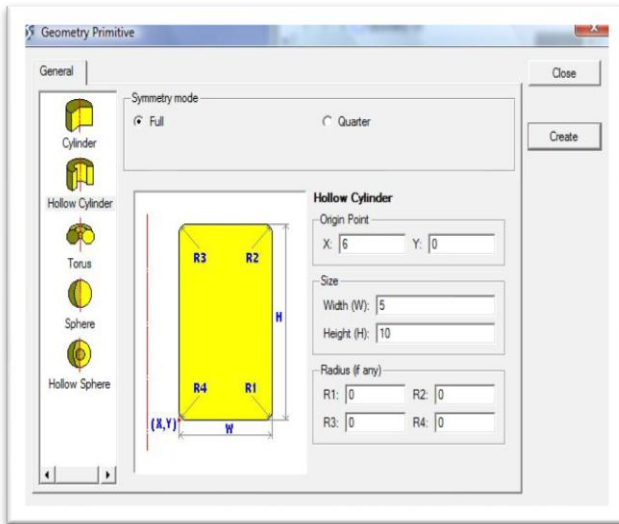 Geometry Primitive
General
Close
Create
Symmetry mode
Full
Quarter
Cylinder
Hollow Cylinder
Torus
Sphere
Hollow Sphere
R3 R2
H
R4 R1
(X,Y)
W
Hollow Cylinder
Origin Point
X: 6 Y: 0
Size
Width (W): 5
Height (H): 10
Radius (if any)
R1: 0 R2: 0
R3: 0 R4: 0